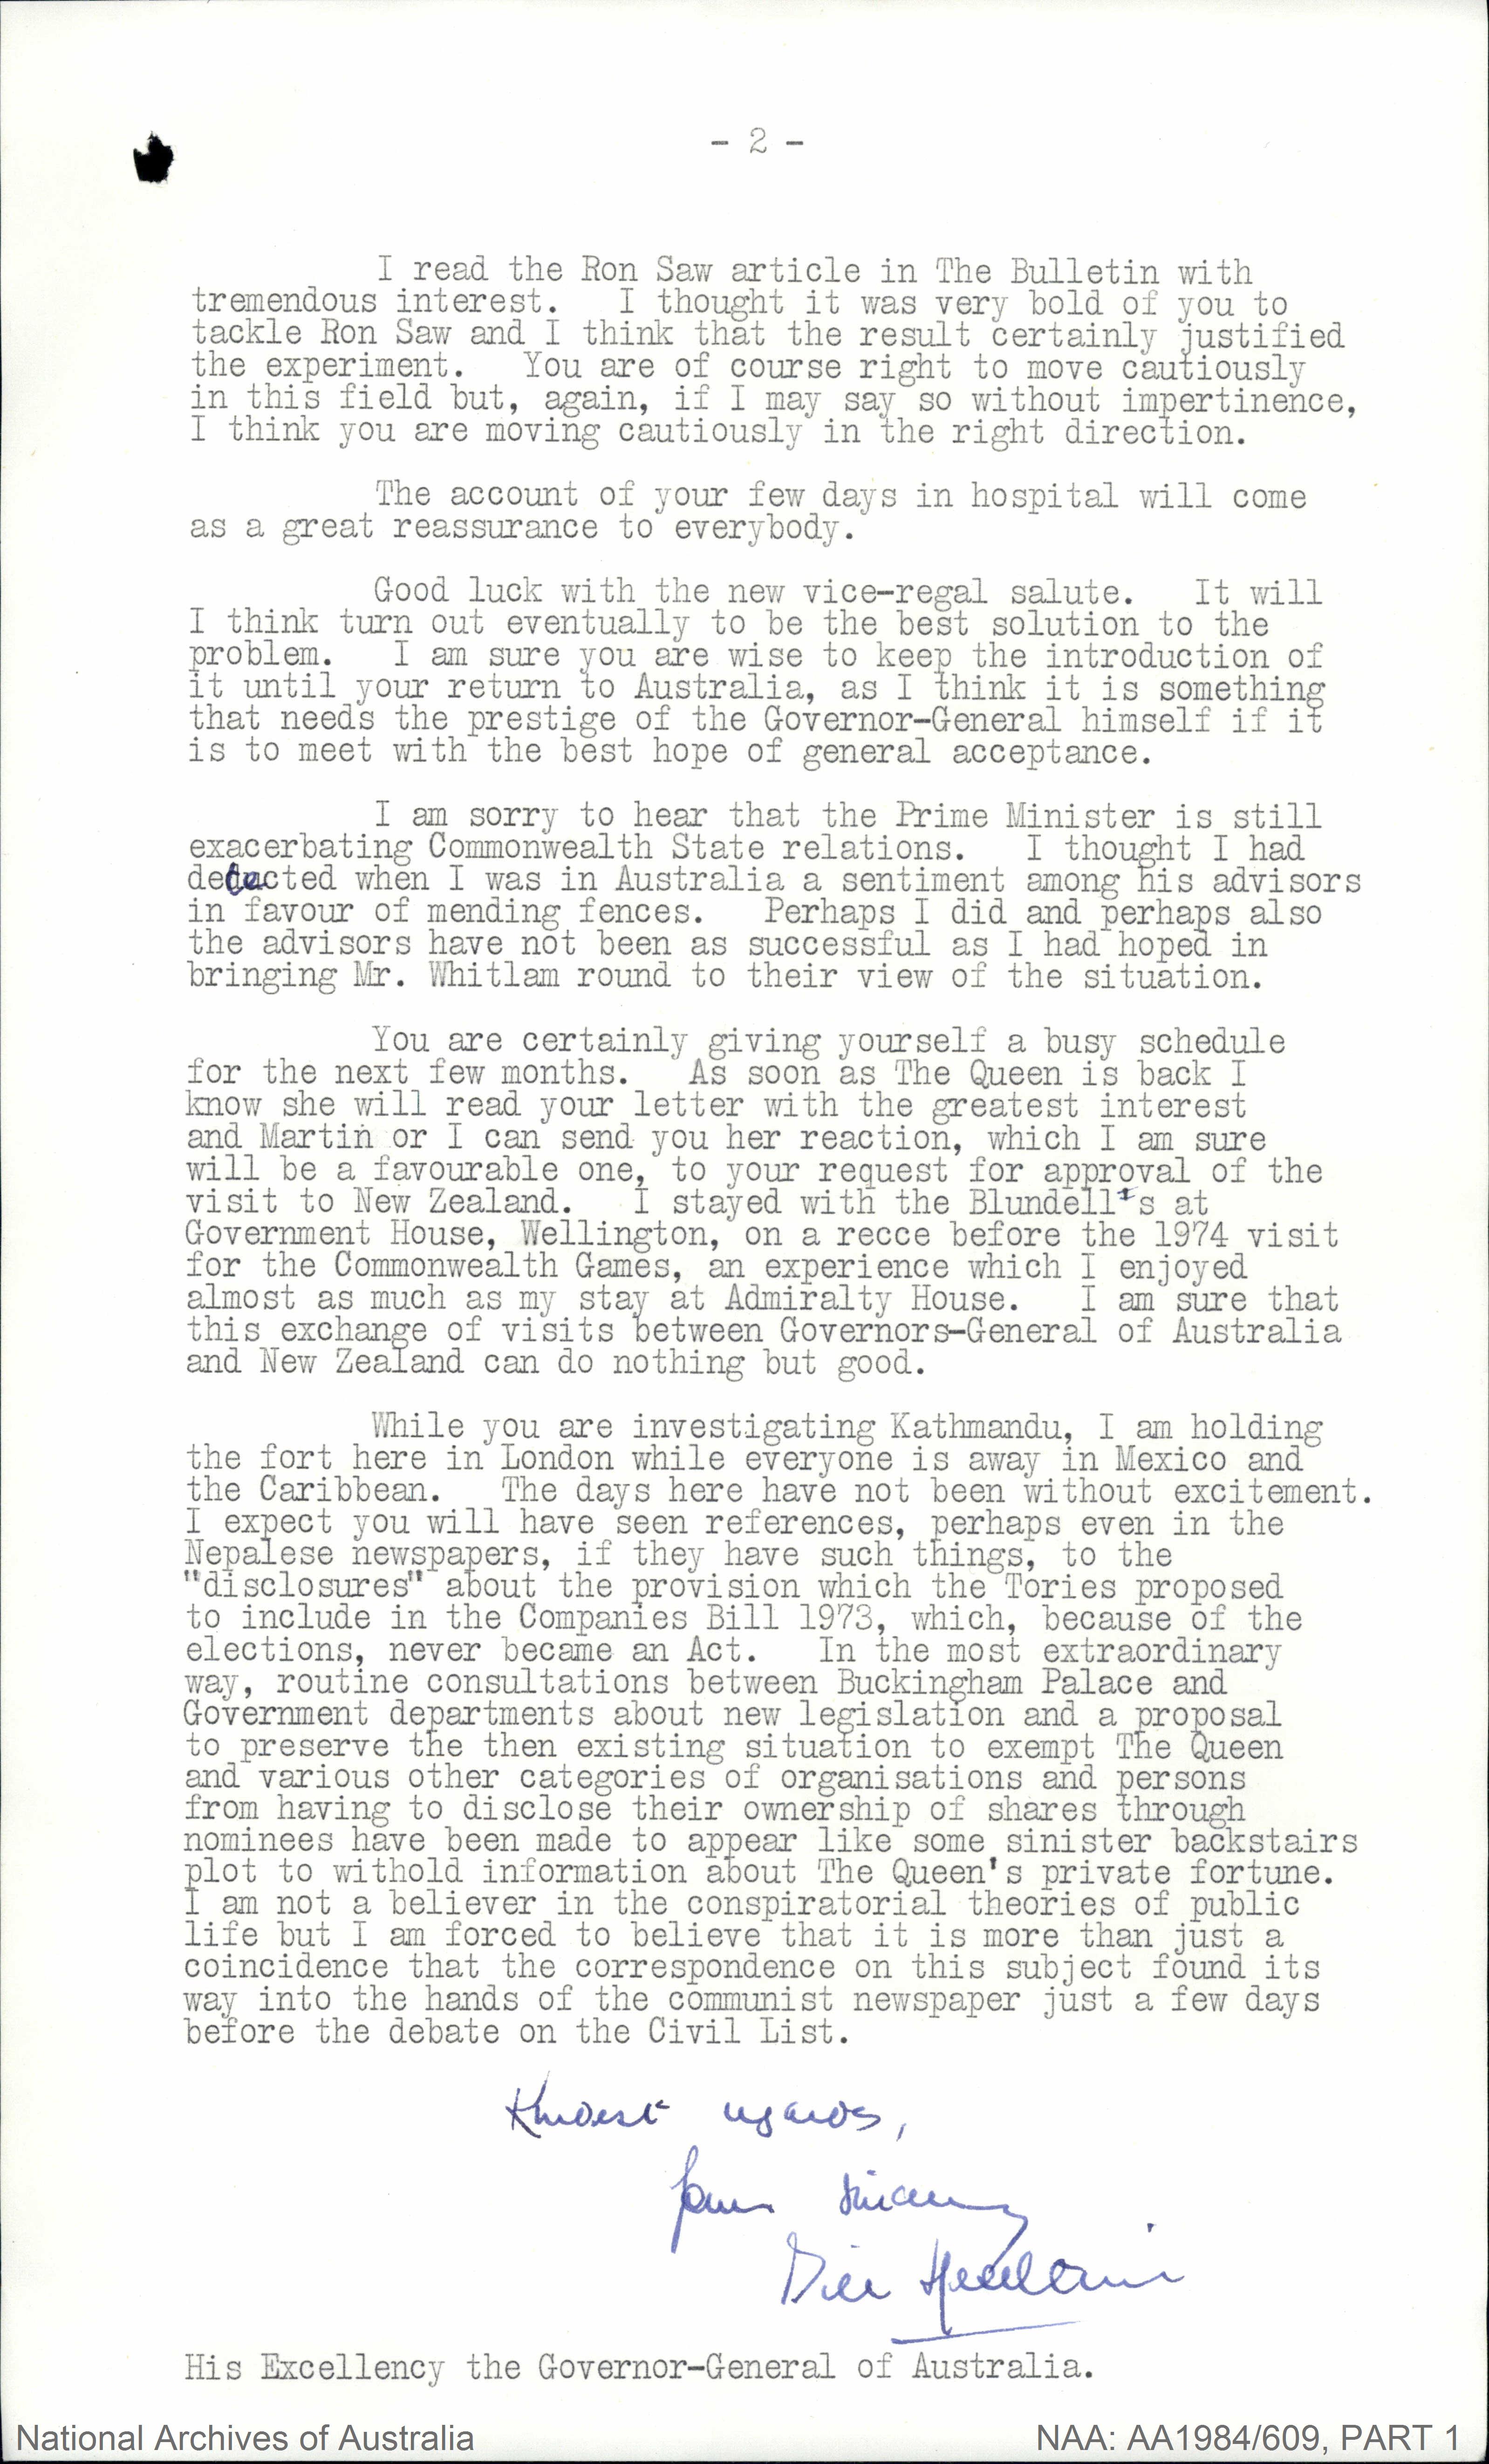 - 2 -
I read the Ron Saw article in The Bulletin with
tremendous interest. I thought it was very bold of you to
tackle Ron Saw and I think that the result certainly justified
the experiment. You are of course right to move cautiously
in this field but, again, if I may say so without impertinence,
I think you are moving cautiously in the right direction.
The account of your few days in hospital will come
as a great reassurance to everybody.
Good luck with the new vice-regal salute. It will
I think turn out eventually to be the best solution to the
problem. I am sure you are wise to keep the introduction of
it until your return to Australia, as I think it is something
that needs the prestige of the Governor-General himself if it
is to meet with the best hope of general acceptance.
I am sorry to hear that the Prime Minister is still
exacerbating Commonwealth State relations. I thought I had
detected when I was in Australia a sentiment among his advisors
in favour of mending fences. Perhaps I did and perhaps also
the advisors have not been as successful as I had hoped in
bringing Mr. Whitlam round to their view of the situation.
You are certainly giving yourself a busy schedule
for the next few months. As soon as The Queen is back I
know she will read your letter with the greatest interest
and Martin or I can send you her reaction, which I am sure
will be a favourable one, to your request for approval of the
visit to New Zealand. I stayed with the Blundell's at
Government House, Wellington, on a recce before the 1974 visit
for the Commonwealth Games, an experience which I enjoyed
almost as much as my stay at Admiralty House. I am sure that
this exchange of visits between Governors-General of Australia
and New Zealand can do nothing but good.
While you are investigating Kathmandu, I am holding
the fort here in London while everyone is away in Mexico and
the Caribbean. The days here have not been without excitement.
I expect you will have seen references, perhaps even in the
Nepalese newspapers, if they have such things, to the
"disclosures" about the provision which the Tories proposed
to include in the Companies Bill 1973, which, because of the
elections, never became an Act. In the most extraordinary
way, routine consultations between Buckingham Palace and
Government departments about new legislation and a proposal
to preserve the then existing situation to exempt The Queen
and various other categories of organisations and persons
from having to disclose their ownership of shares through
nominees have been made to appear like some sinister backstairs
plot to withold information about The Queen's private fortune.
I am not a believer in the conspiratorial theories of public
life but I am forced to believe that it is more than just a
coincidence that the correspondence on this subject found its
way into the hands of the communist newspaper just a few days
before the debate on the Civil List.
Kindest regards,
Yours sincerely
Bill Heseltine
His Excellency the Governor-General of Australia.
National Archives of Australia
NAA: AA1984/609, PART 1